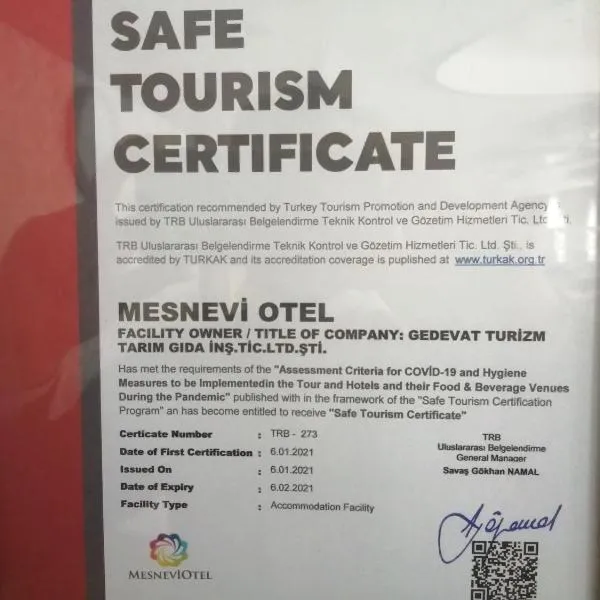 SAFE
TOURISM
CERTIFICATE
This certification recommended by Turkey Tourism Promotion and Development Agency
issued by TRB Uluslararası Belgelendirme Teknik Kontrol ve Gözetim Hizmetleri Tic. Ltd
TRB Uluslararası Belgelendirme Teknik Kontrol ve Gözetim Hizmetleri Tic. Ltd. Şti., is
accredited by TURKAK and its accreditation coverage is puplished at www.turkak.org.tr
MESNEVİ OTEL
FACILITY OWNER / TITLE OF COMPANY: GEDEVAT TURİZM
TARIM GIDA İNŞ.TİC.LTD.ŞTİ.
Has met the requirements of the "Assessment Criteria for COVİD-19 and Hygiene
Measures to be Implementedin the Tour and Hotels and their Food & Beverage Venues
During the Pandemic" published with in the framework of the "Safe Tourism Certification
Program" an has become entitled to receive "Safe Tourism Certificate"
Certicate Number : TRB - 273
Date of First Certification : 6.01.2021
Issued On : 6.01.2021
Date of Expiry : 6.02.2021
Facility Type : Accommodation Facility
TRB
Uluslararası Belgelendirme
General Manager
Savaş Gökhan NAMAL
MESNEVİOTEL